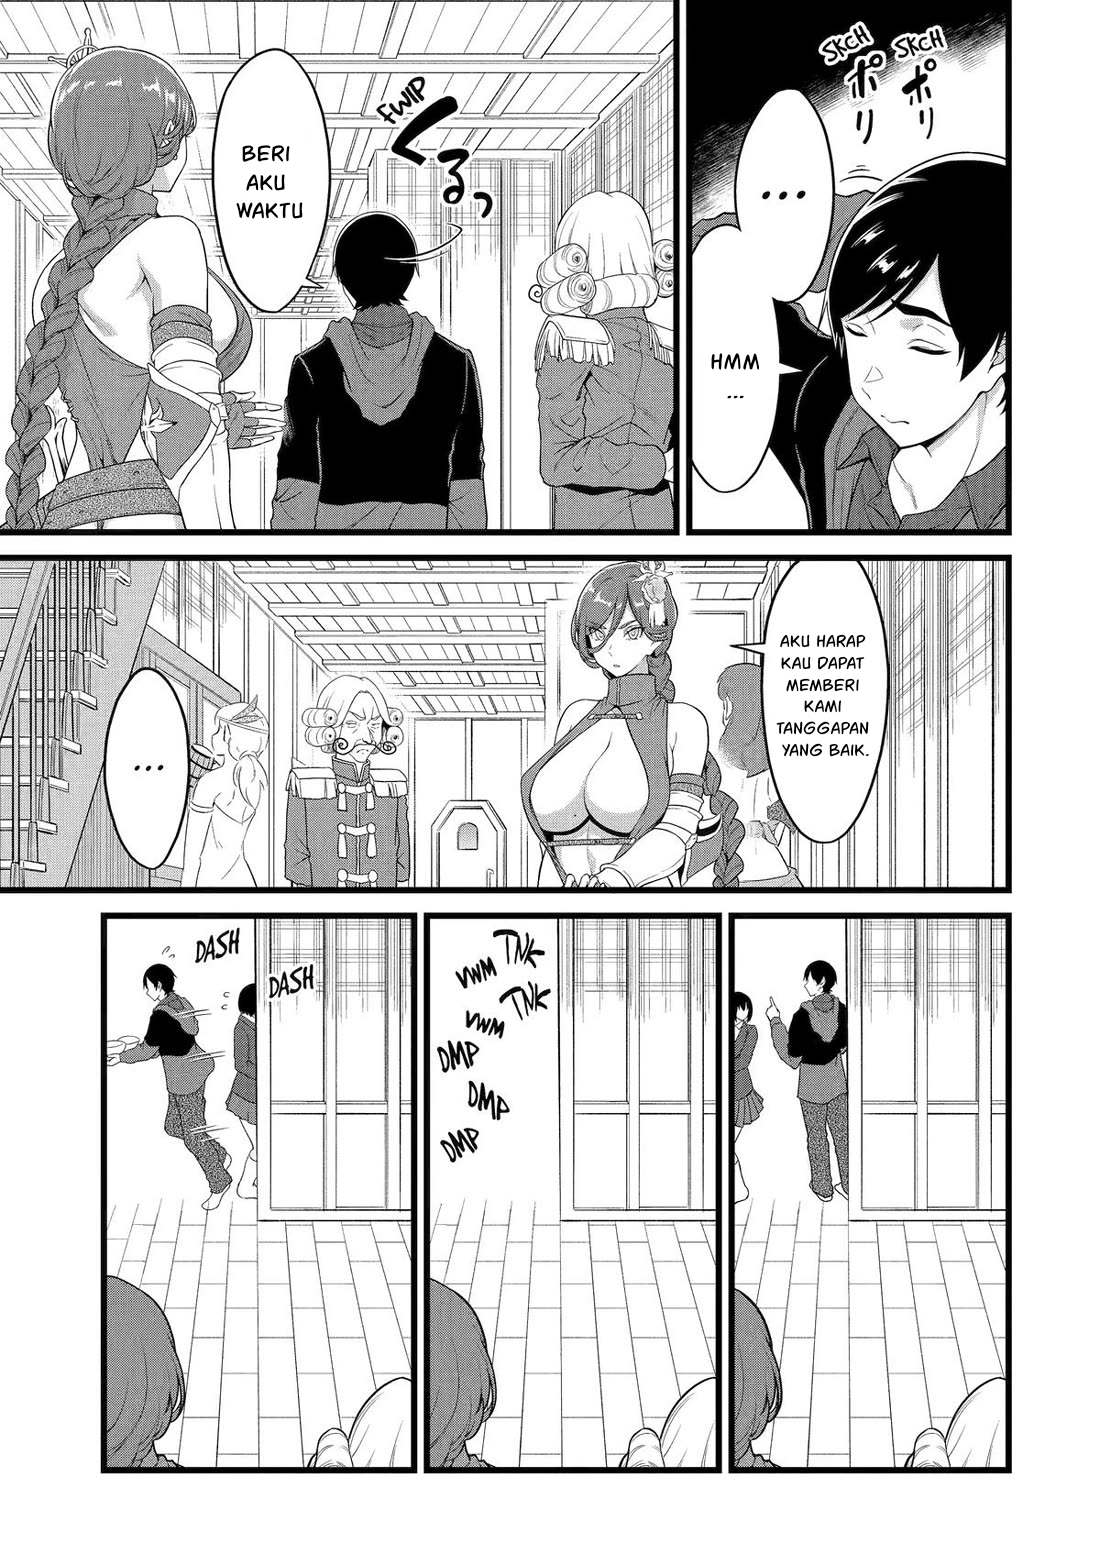 SKCH
SKCH
ポリ
ポリ
...
HMM
...
FWIP
くるっ
BERI
AKU
WAKTU
AKU HARAP
KAU DAPAT
MEMBERI
KAMI
TANGGAPAN
YANG BAIK.
...
TNK
VWM
TNK
VWM
DMP
DMP
DMP
DASH
DASH